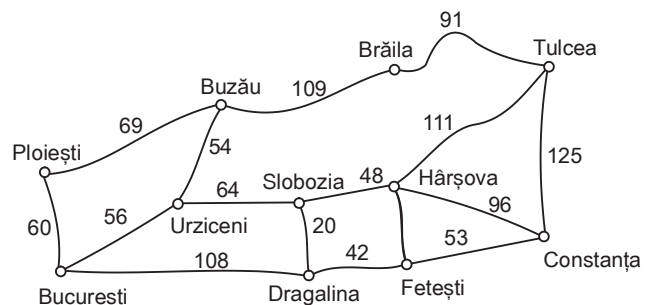 91
Brăila
Tulcea
Buzău
109
69
111
Ploiești
54
125
48
Hârșova
64
Slobozia
96
60
56
Urziceni
20
53
42
Constanța
108
Fetești
Bucuresti
Dragalina